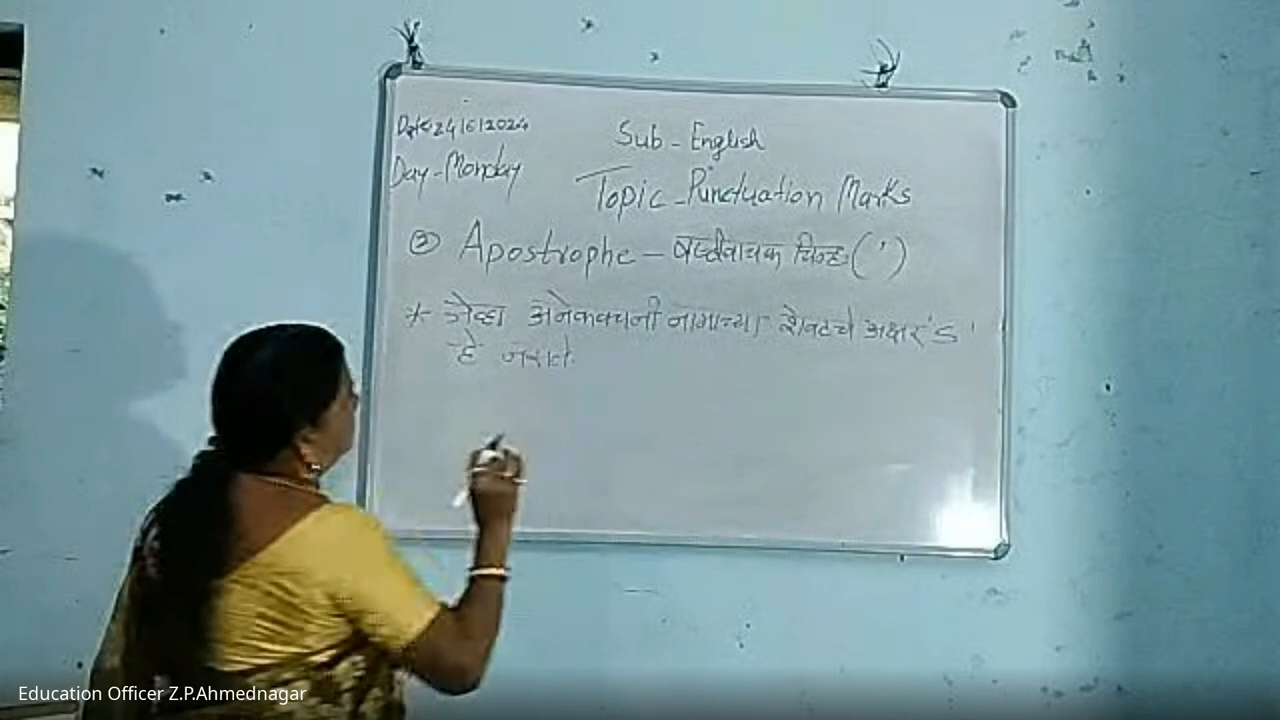 Date 24/6/2024
Sub - English
Day - Monday
Topic - Punctuation Marks
② Apostrophe - षष्ठीवाचक चिन्ह (')
* जेव्हा अनेकवचनी नामाच्या शेवटचे अक्षर 's'
हे नसते
Education Officer Z.P.Ahmednagar